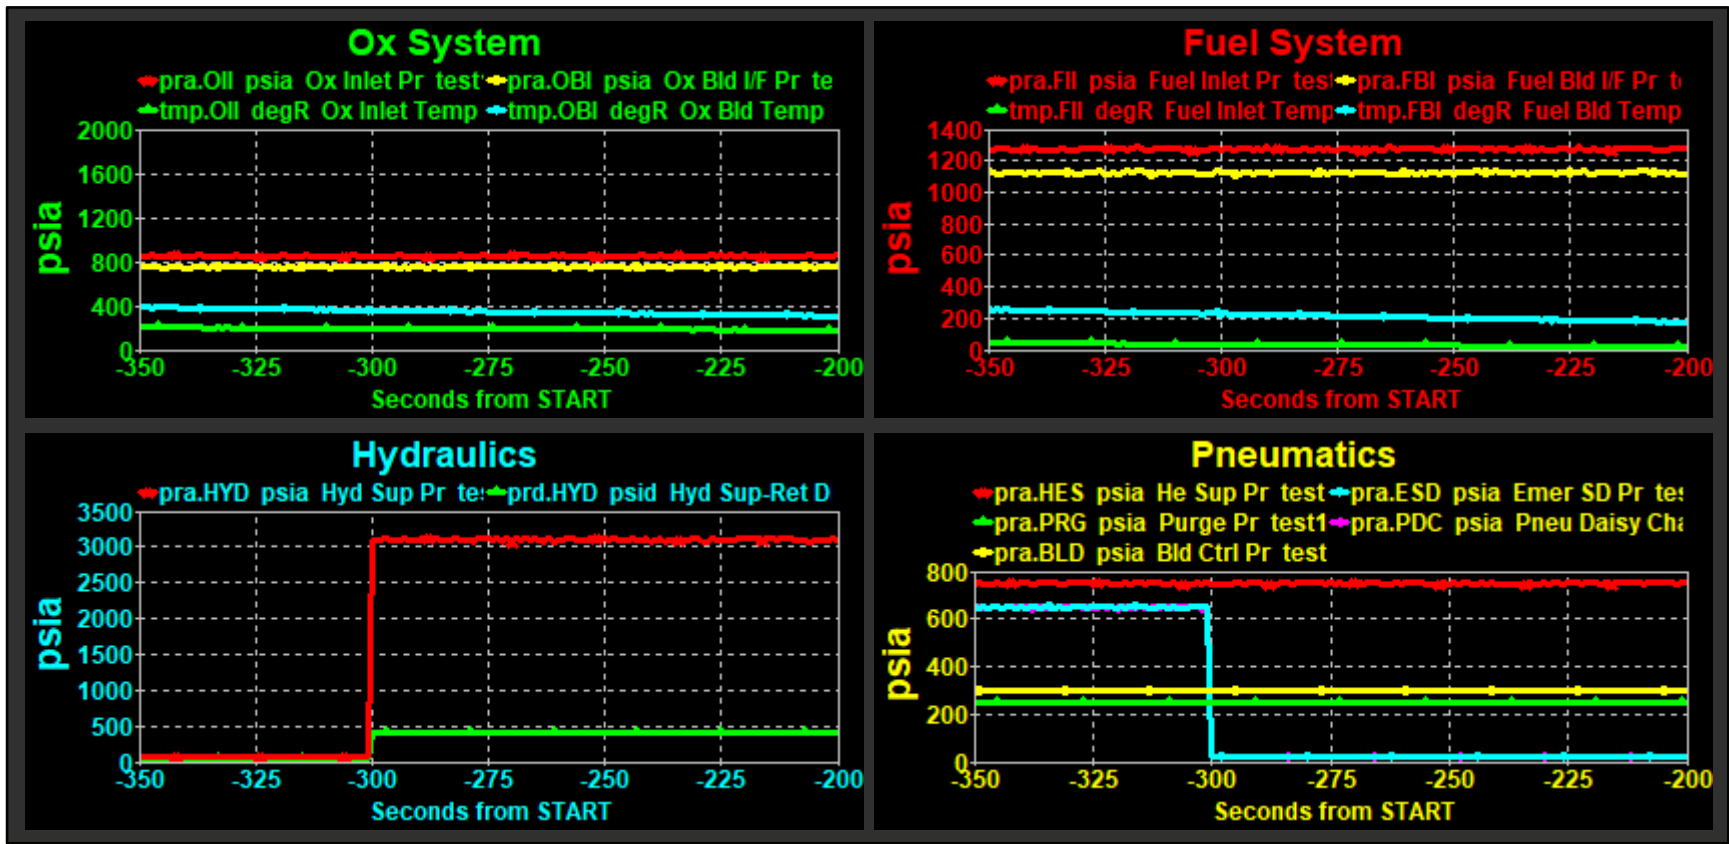 Ox System
pra.OII psia Ox Inlet Pr test pra.OBI psia Ox Bld I/F Pr te
tmp.OII degR Ox Inlet Temp tmp.OBI degR Ox Bld Temp
2000
1600
1200
800
400
0
psia
-350 -325 -300 -275 -250 -225 -200
Seconds from START
Fuel System
pra.FII psia Fuel Inlet Pr test pra.FBI psia Fuel Bld I/F Pr t
tmp.FII degR Fuel Inlet Temp tmp.FBI degR Fuel Bld Temp
1400
1200
1000
800
600
400
200
0
psia
-350 -325 -300 -275 -250 -225 -200
Seconds from START
Hydraulics
pra.HYD psia Hyd Sup Pr tes prd.HYD psid Hyd Sup-Ret D
3500
3000
2500
2000
1500
1000
500
0
psia
-350 -325 -300 -275 -250 -225 -200
Seconds from START
Pneumatics
pra.HES psia He Sup Pr test pra.ESD psia Emer SD Pr tes
pra.PRG psia Purge Pr test1 pra.PDC psia Pneu Daisy Cha
pra.BLD psia Bld Ctrl Pr test
800
600
400
200
0
psia
-350 -325 -300 -275 -250 -225 -200
Seconds from START